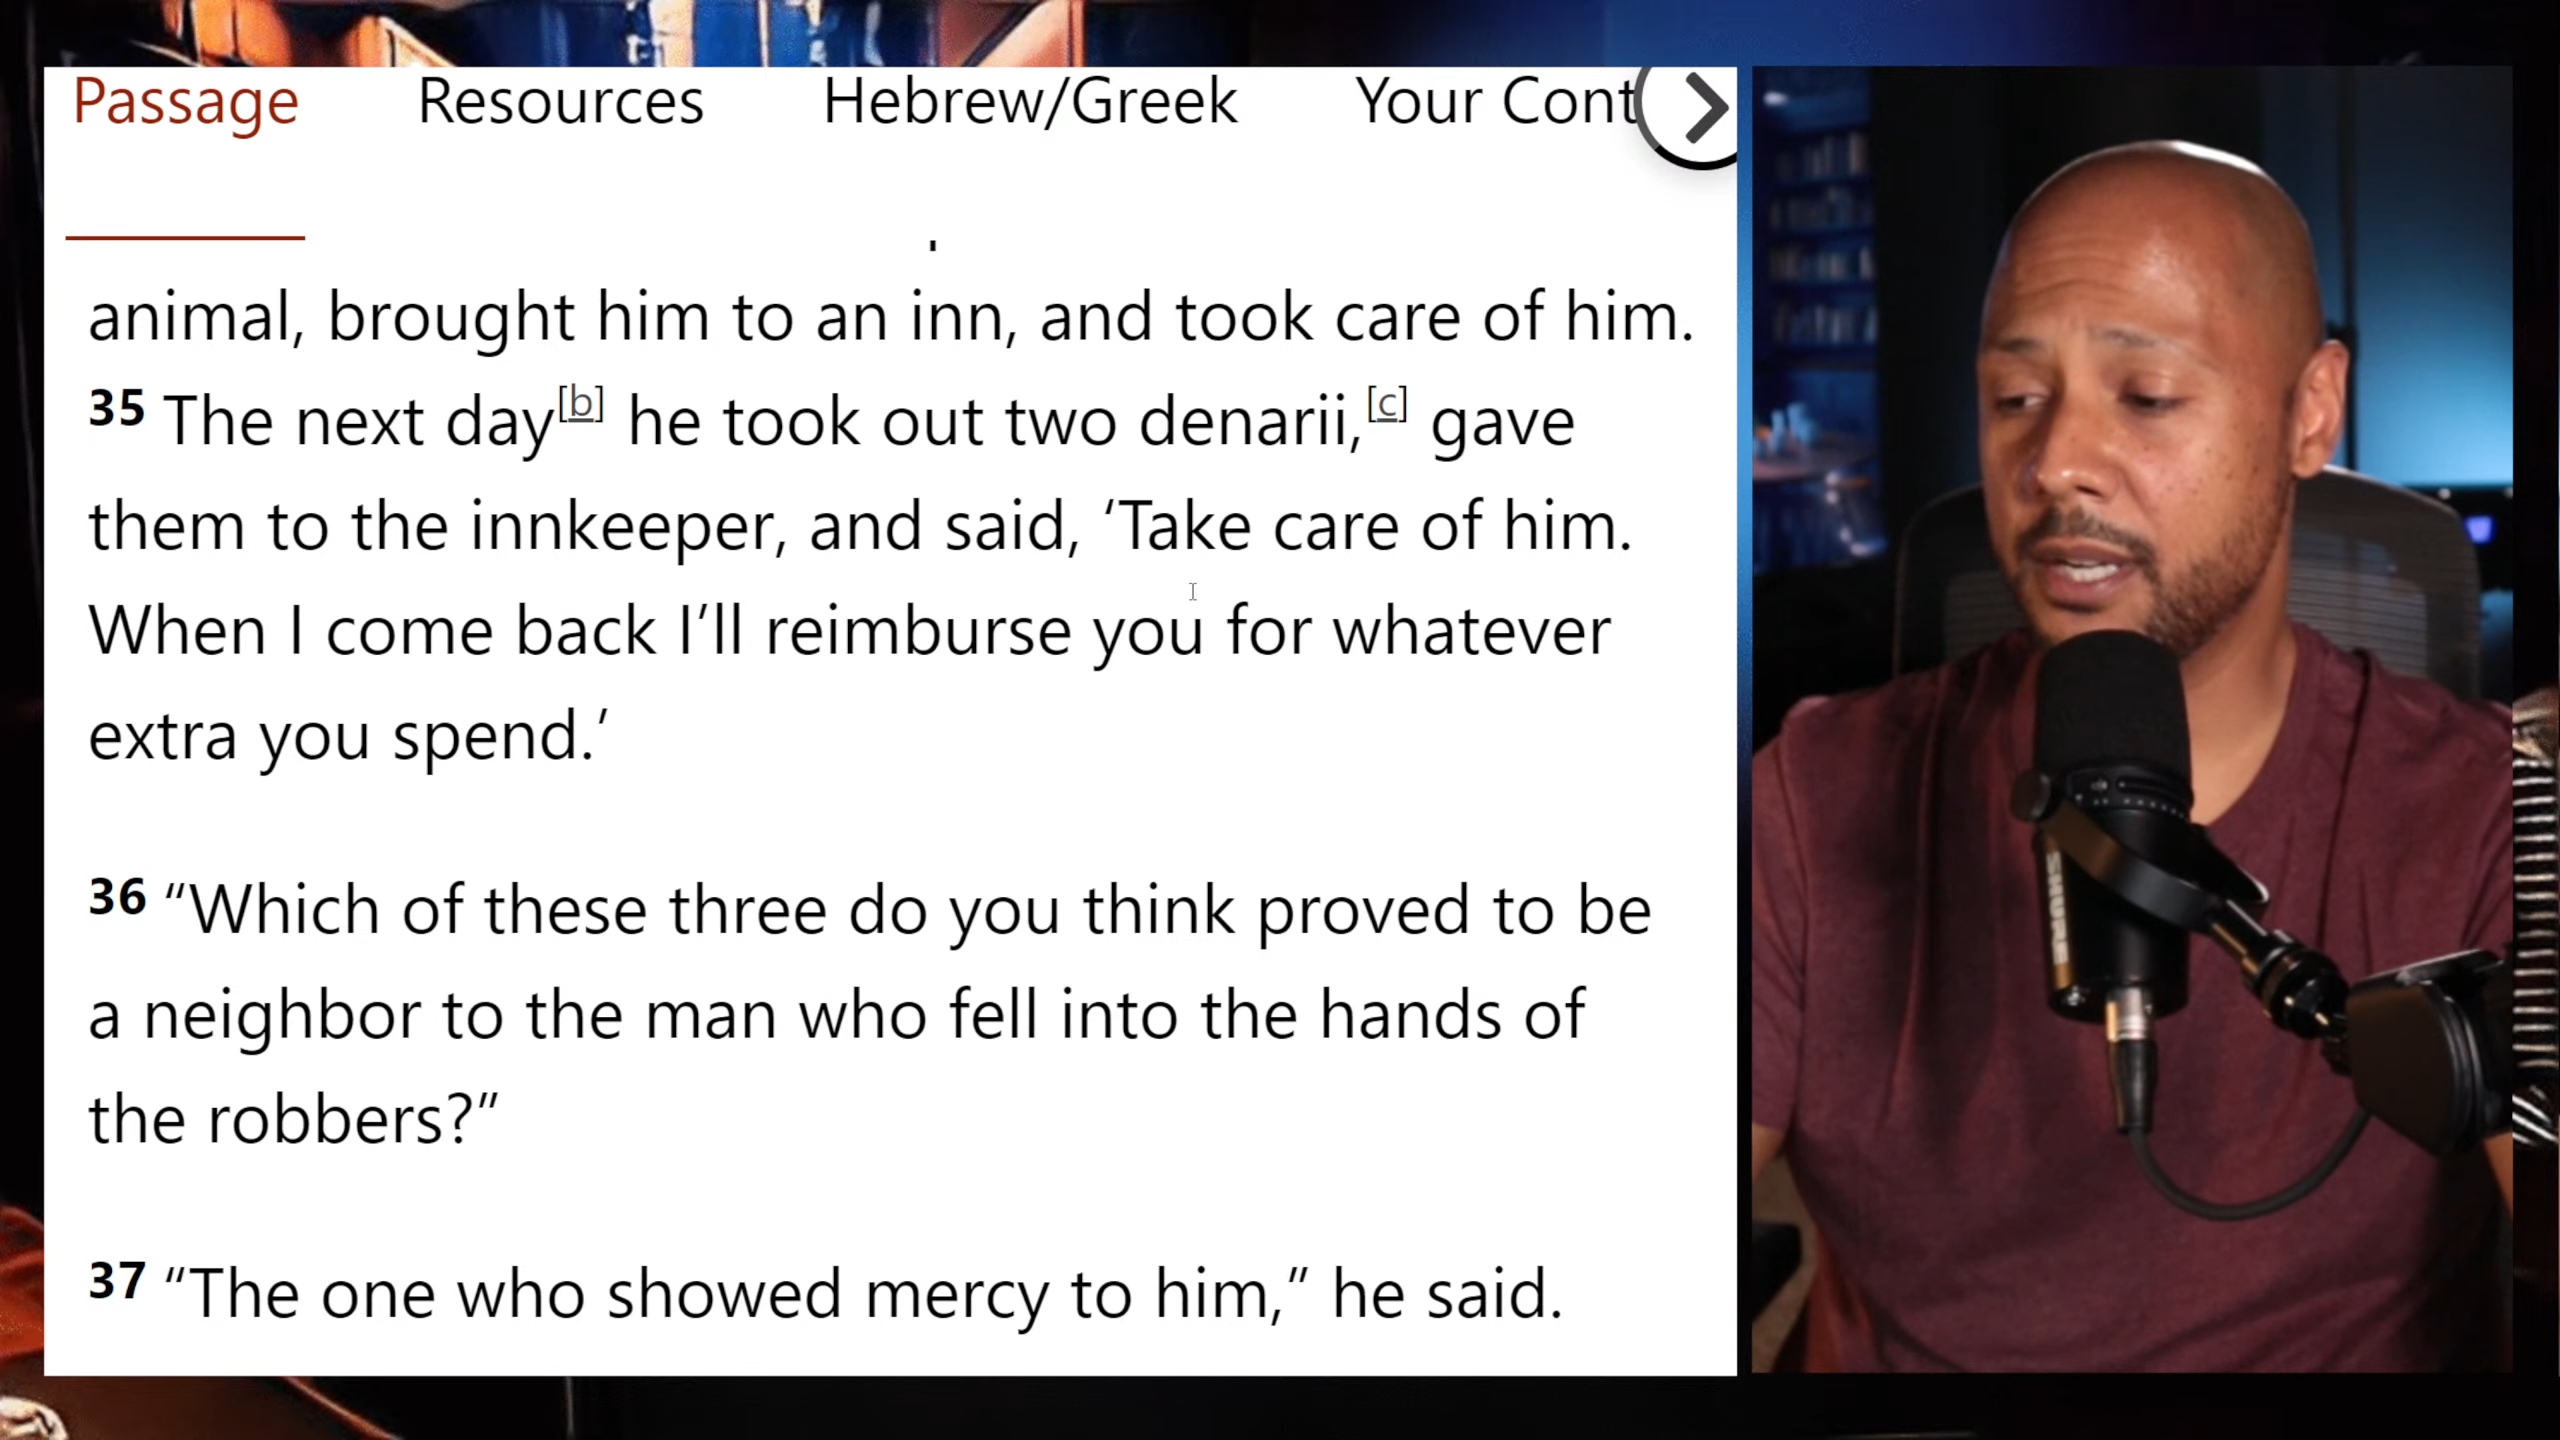 Passage Resources Hebrew/Greek Your Cont
animal, brought him to an inn, and took care of him.
35 The next day[b] he took out two denarii,[c] gave
them to the innkeeper, and said, ‘Take care of him.
When I come back I’ll reimburse you for whatever
extra you spend.’
36 “Which of these three do you think proved to be
a neighbor to the man who fell into the hands of
the robbers?”
37 “The one who showed mercy to him,” he said.
SHURE